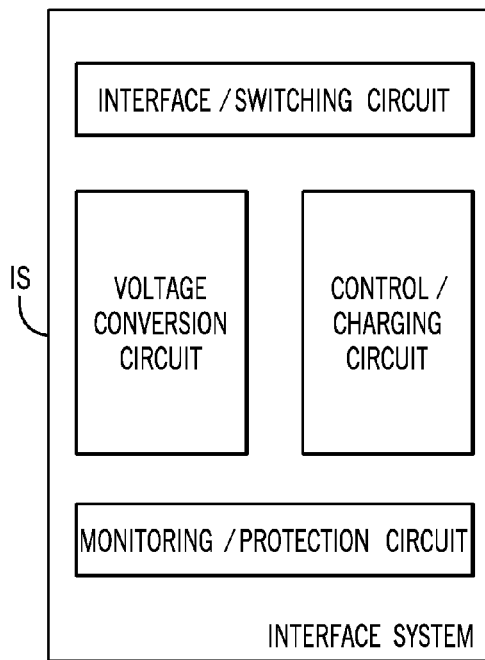 INTERFACE / SWITCHING CIRCUIT
IS
VOLTAGE
CONVERSION
CIRCUIT
CONTROL /
CHARGING
CIRCUIT
MONITORING / PROTECTION CIRCUIT
INTERFACE SYSTEM